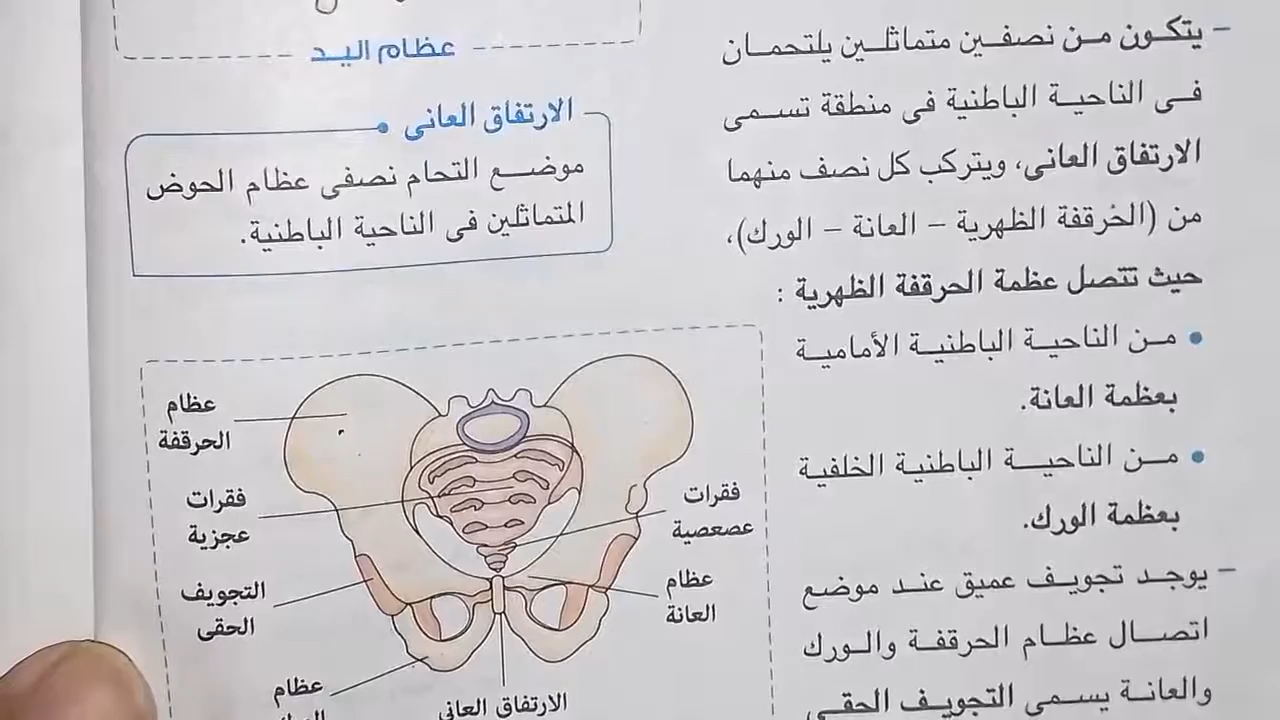 – يتكون من نصفين متماثلين يلتحمان
فى الناحية الباطنية فى منطقة تسمى
الارتفاق العانى، ويتركب كل نصف منهما
من (الحُرقفة الظهرية – العانة – الورك)،
حيث تتصل عظمة الحرقفة الظهرية :
• من الناحية الباطنية الأمامية
بعظمة العانة.
• من الناحية الباطنية الخلفية
بعظمة الورك.
– يوجد تجويف عميق عند موضع
اتصال عظام الحرقفة والورك
والعانة يسمى التجويف الحقى
عظام اليد
الارتفاق العانى
موضع التحام نصفى عظام الحوض
المتماثلين فى الناحية الباطنية.
عظام
الحرقفة
فقرات
عجزية
التجويف
الحقى
عظام
فقرات
عصعصية
عظام
العانة
الارتفاق العانى